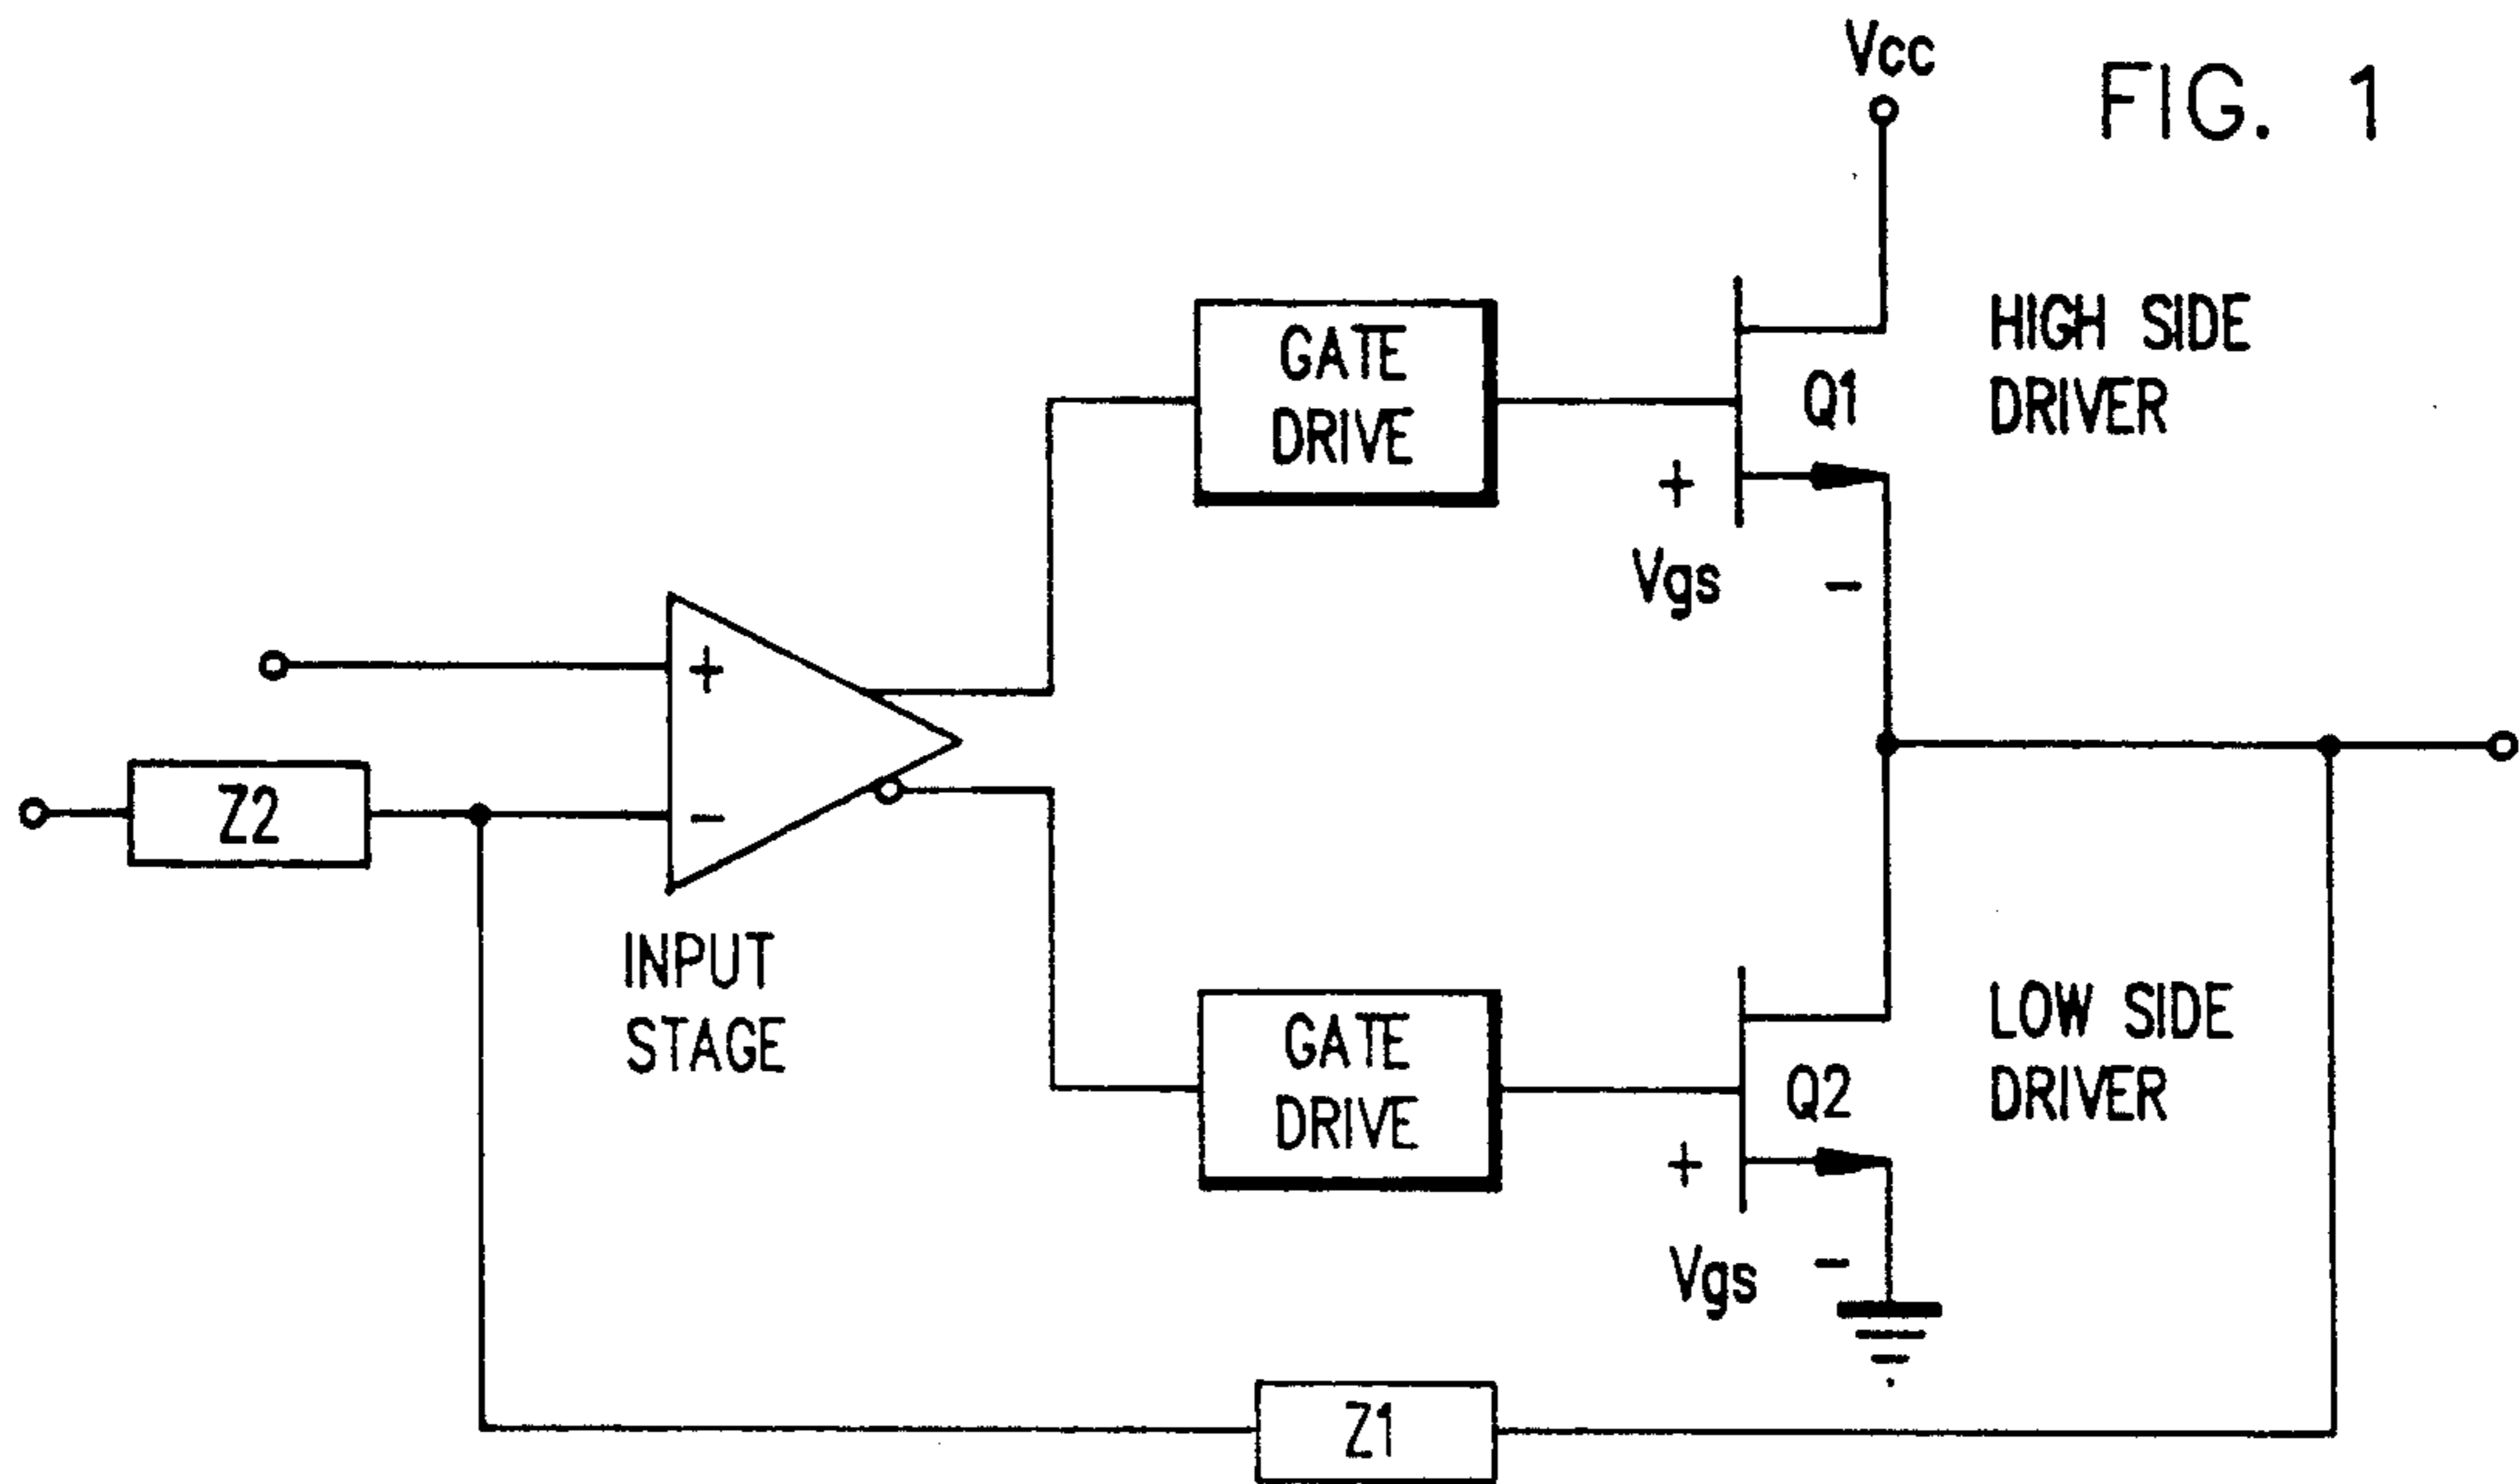 FIG. 1
Vcc
GATE
DRIVE
Q1
HIGH SIDE
DRIVER
+
Vgs
-
+
-
Z2
INPUT
STAGE
GATE
DRIVE
Q2
LOW SIDE
DRIVER
+
Vgs
-
Z1